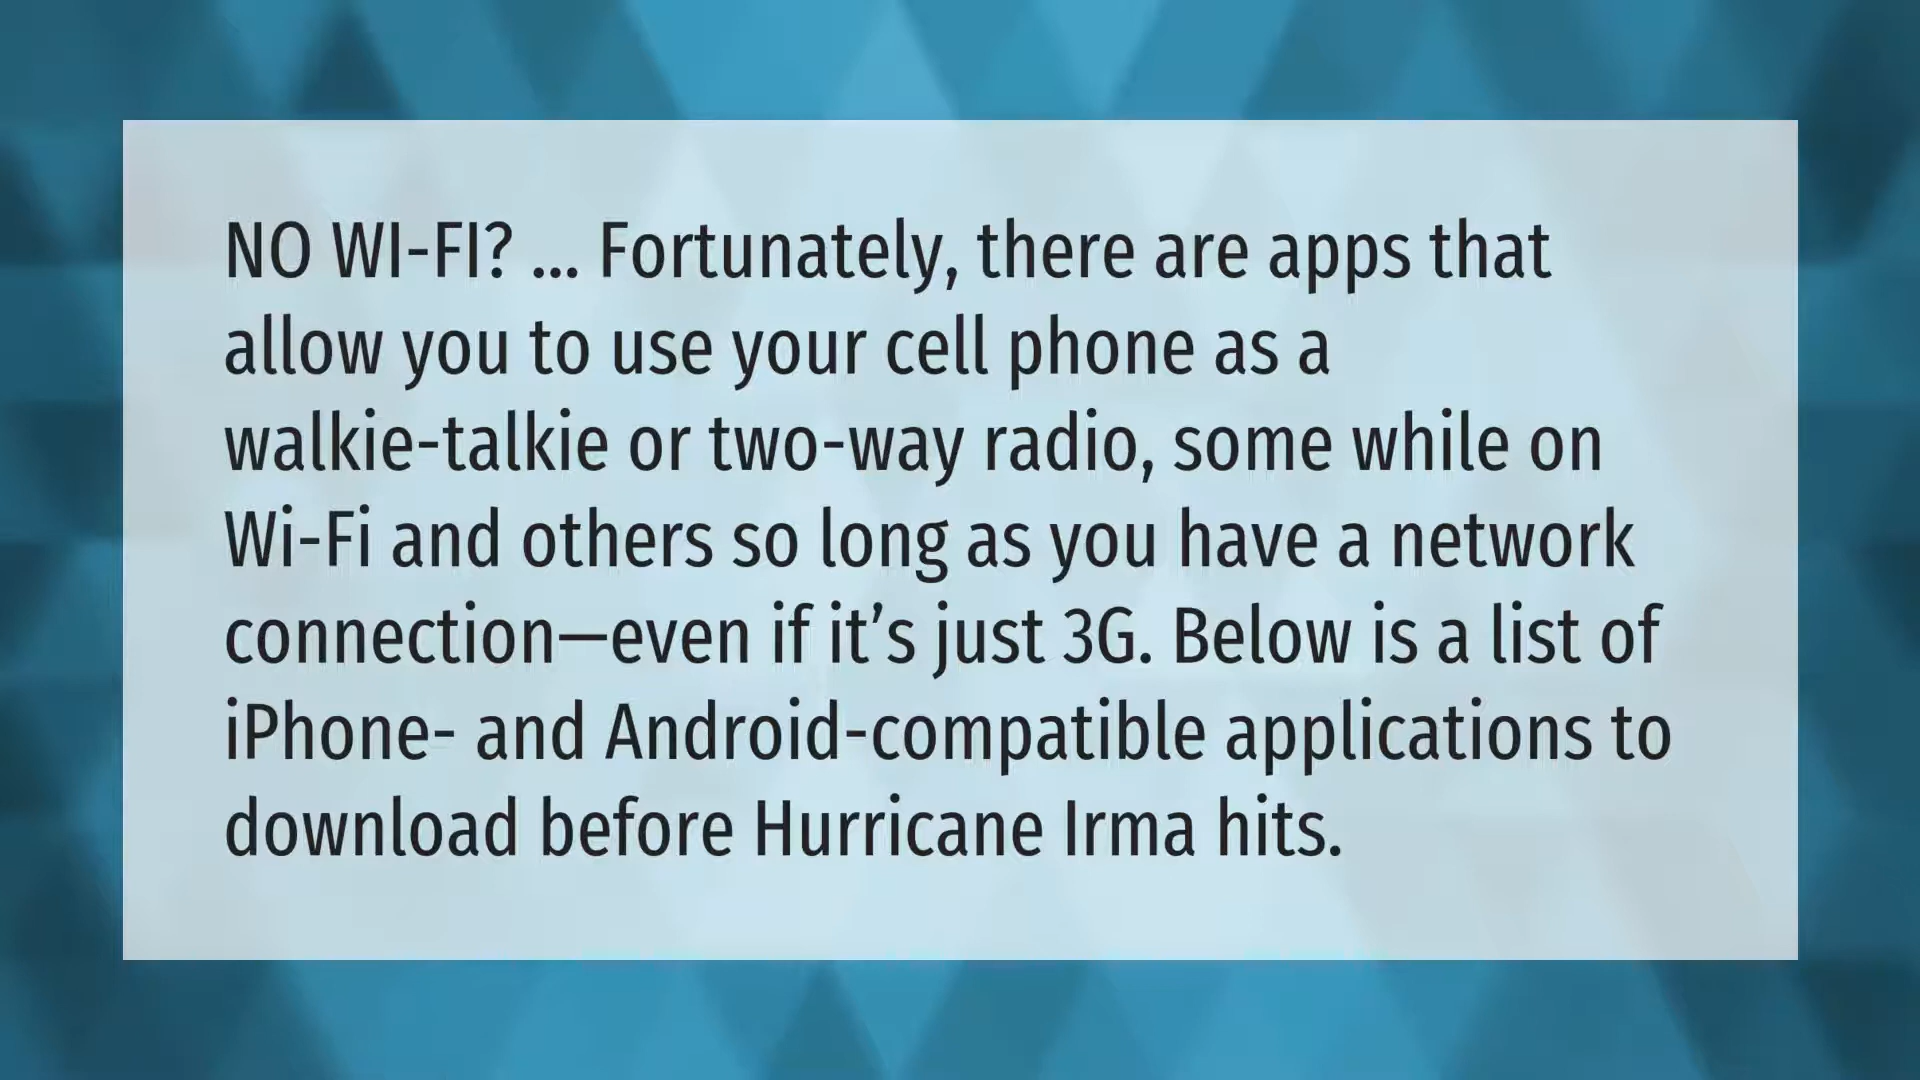 NO WI-FI? ... Fortunately, there are apps that
allow you to use your cell phone as a
walkie-talkie or two-way radio, some while on
Wi-Fi and others so long as you have a network
connection—even if it’s just 3G. Below is a list of
iPhone- and Android-compatible applications to
download before Hurricane Irma hits.